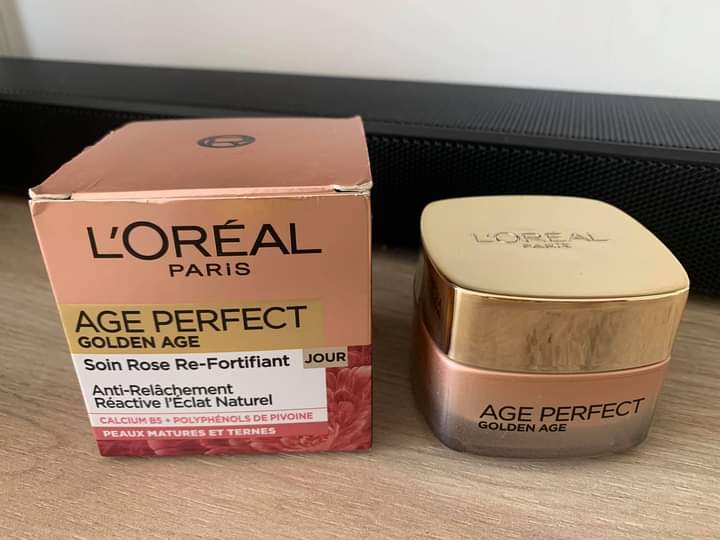 L'ORÉAL
PARIS
AGE PERFECT
GOLDEN AGE
Soin Rose Re-Fortifiant
JOUR
Anti-Relâchement
Réactive l'Éclat Naturel
CALCIUM B5 + POLYPHÉNOLS DE PIVOINE
PEAUX MATURES ET TERNES
L'ORÉAL
PARIS
AGE PERFECT
GOLDEN AGE